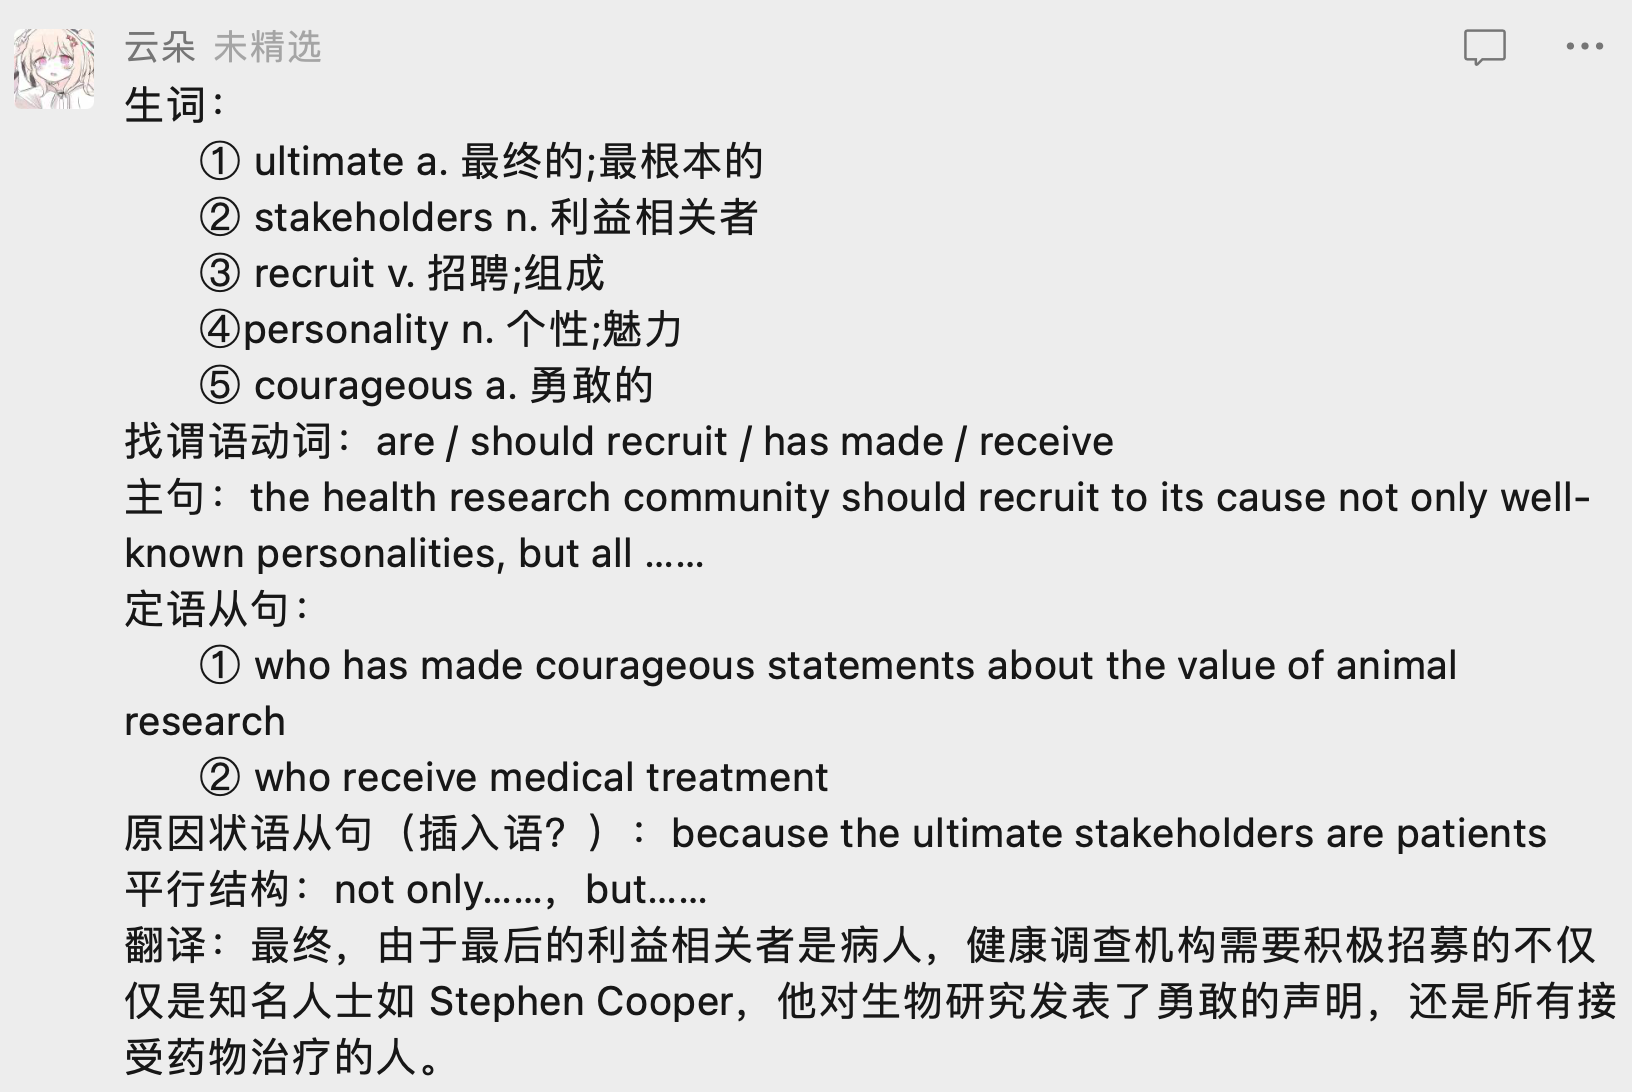 云朵 未精选
生词：
① ultimate a. 最终的;最根本的
② stakeholders n. 利益相关者
③ recruit v. 招聘;组成
④personality n. 个性;魅力
⑤ courageous a. 勇敢的
找谓语动词： are / should recruit / has made / receive
主句： the health research community should recruit to its cause not only well-
known personalities, but all ……
定语从句：
① who has made courageous statements about the value of animal
research
② who receive medical treatment
原因状语从句（插入语？）： because the ultimate stakeholders are patients
平行结构： not only……，but……
翻译： 最终，由于最后的利益相关者是病人，健康调查机构需要积极招募的不仅
仅是知名人士如 Stephen Cooper，他对生物研究发表了勇敢的声明，还是所有接
受药物治疗的人。